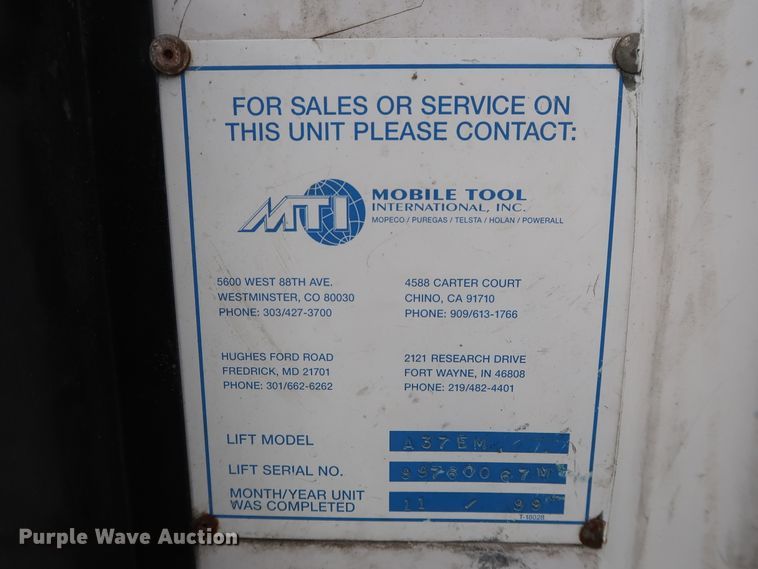 FOR SALES OR SERVICE ON
THIS UNIT PLEASE CONTACT:
MTI
MOBILE TOOL
INTERNATIONAL, INC.
MOPECO / PUREGAS / TELSTA / HOLAN / POWERALL
5600 WEST 88TH AVE.
WESTMINSTER, CO 80030
PHONE: 303/427-3700
4588 CARTER COURT
CHINO, CA 91710
PHONE: 909/613-1766
HUGHES FORD ROAD
FREDRICK, MD 21701
PHONE: 301/662-6262
2121 RESEARCH DRIVE
FORT WAYNE, IN 46808
PHONE: 219/482-4401
LIFT MODEL A37EM
LIFT SERIAL NO.
MONTH/YEAR UNIT
WAS COMPLETED 11 / 99
T-18028
Purple Wave Auction